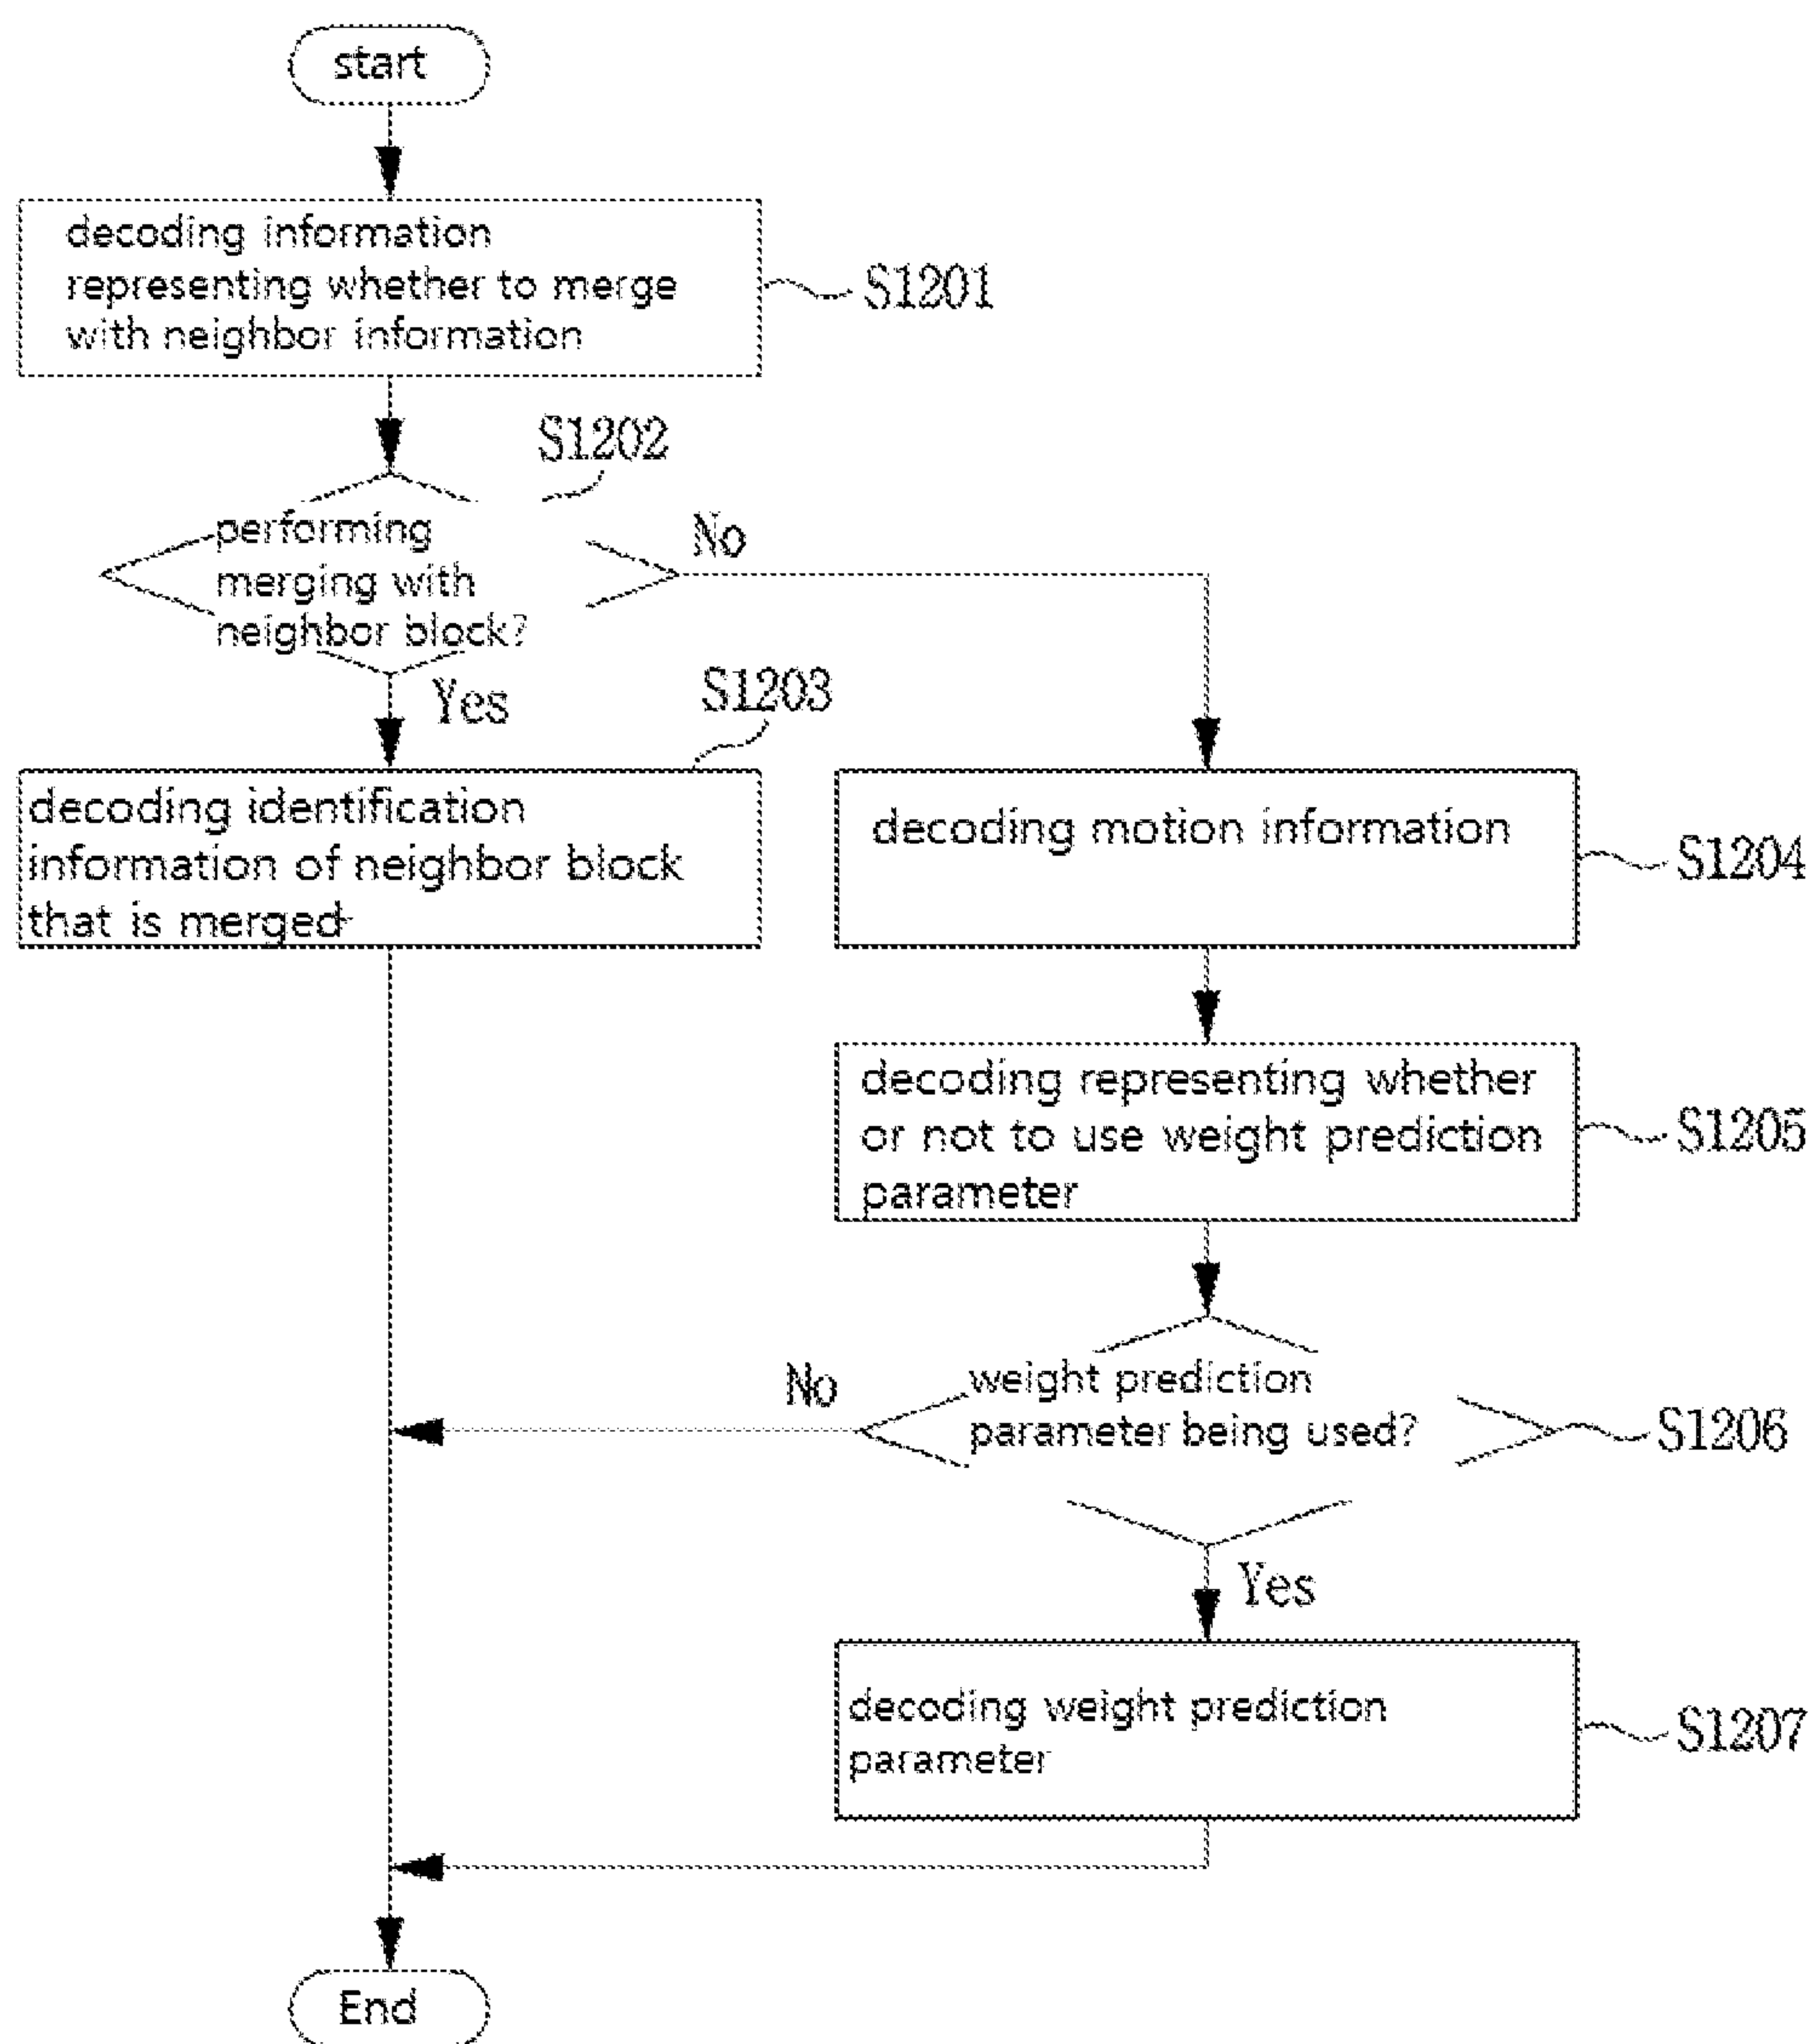 start
decoding information
representing whether to merge
with neighbor information
S1201
S1202
performing
merging with
neighbor block?
No
Yes
S1203
decoding identification
information of neighbor block
that is merged
decoding motion information
S1204
decoding representing whether
or not to use weight prediction
parameter
S1205
No
weight prediction
parameter being used?
S1206
Yes
decoding weight prediction
parameter
S1207
End